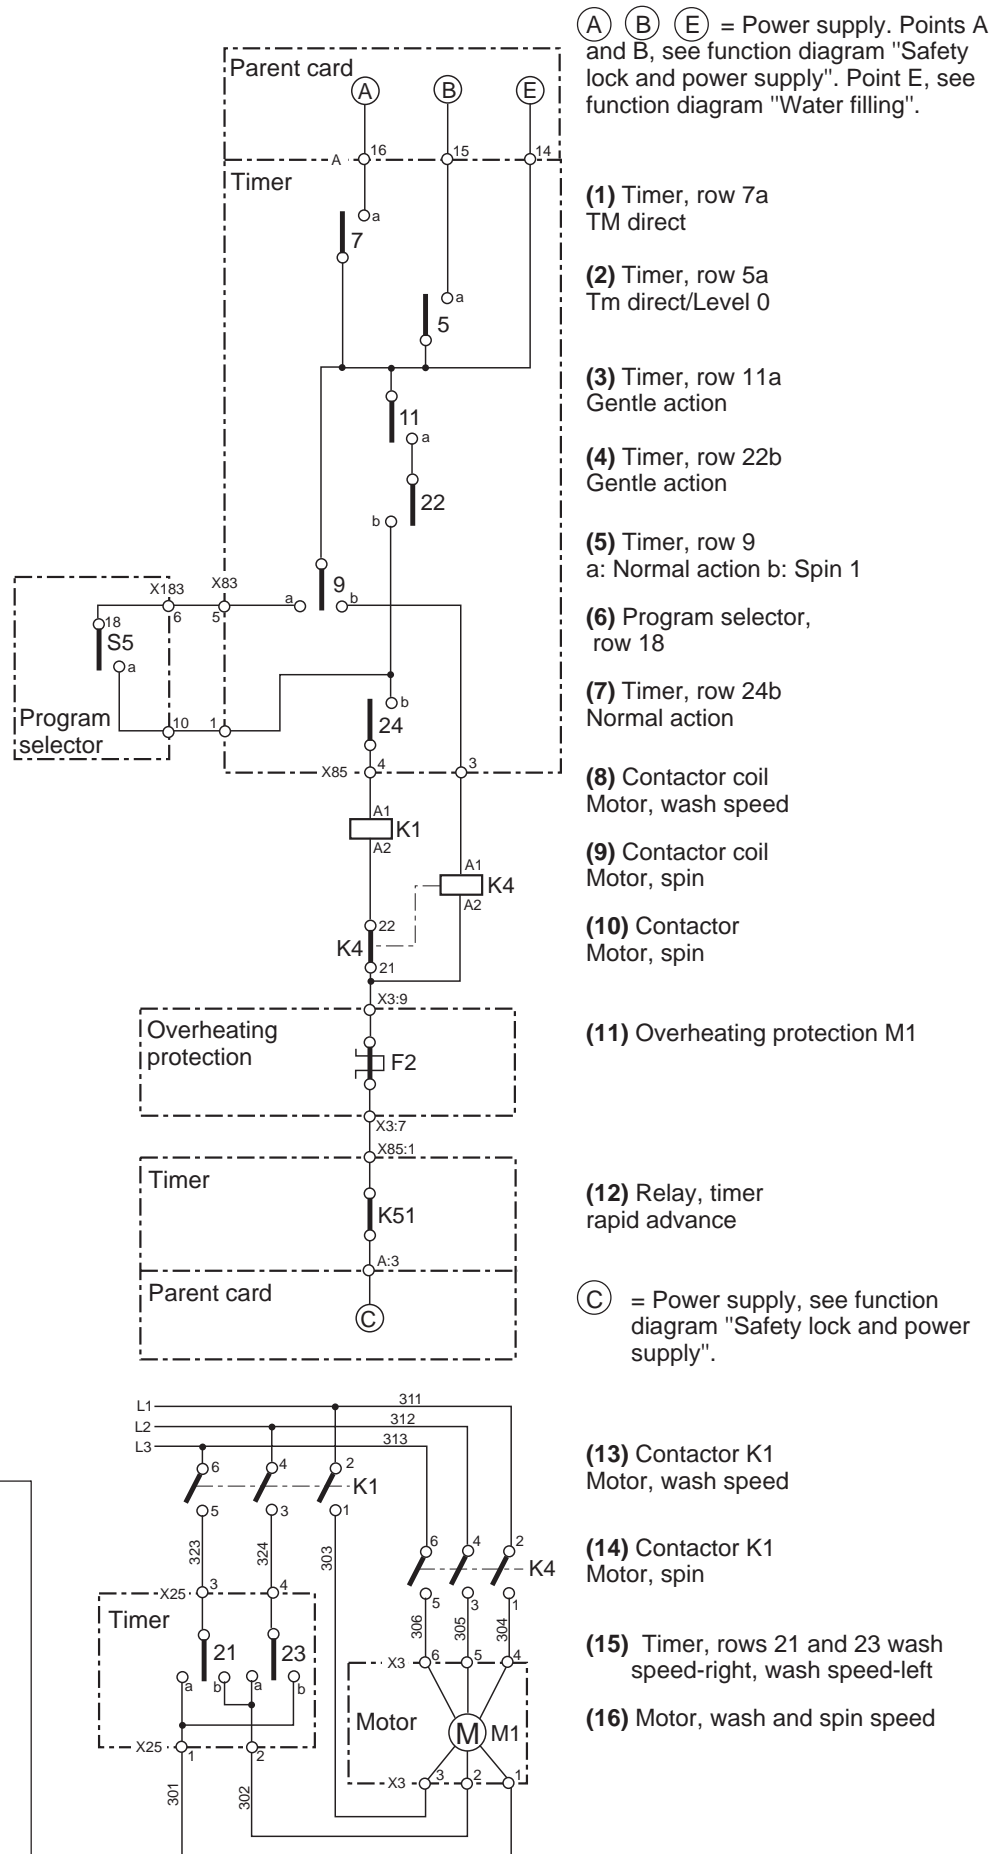 A B E = Power supply. Points A
and B, see function diagram "Safety
lock and power supply". Point E, see
function diagram "Water filling".
Parent card
A B E
A 16 15 14
Timer
a
7
a
5
11
a
22
b
9
a b
X183 X83
6 5
18
S5
a
Program
selector
10 1
b
24
X85 4 3
A1
K1
A2
A1
K4
A2
22
K4
21
X3:9
Overheating
protection
F2
X3:7
X85:1
Timer
K51
A:3
Parent card
C
(1) Timer, row 7a
TM direct
(2) Timer, row 5a
Tm direct/Level 0
(3) Timer, row 11a
Gentle action
(4) Timer, row 22b
Gentle action
(5) Timer, row 9
a: Normal action b: Spin 1
(6) Program selector,
row 18
(7) Timer, row 24b
Normal action
(8) Contactor coil
Motor, wash speed
(9) Contactor coil
Motor, spin
(10) Contactor
Motor, spin
(11) Overheating protection M1
(12) Relay, timer
rapid advance
C = Power supply, see function
diagram "Safety lock and power
supply".
L1 311
L2 312
L3 313
6 4 2
K1
5 3 1
323 324 303
6 4 2
K4
5 3 1
306 305 304
X25 3 4
Timer
21 23
a b a b
X25 1 2
301 302
X3 6 5 4
Motor
M M1
X3 3 2 1
(13) Contactor K1
Motor, wash speed
(14) Contactor K1
Motor, spin
(15) Timer, rows 21 and 23 wash
speed-right, wash speed-left
(16) Motor, wash and spin speed